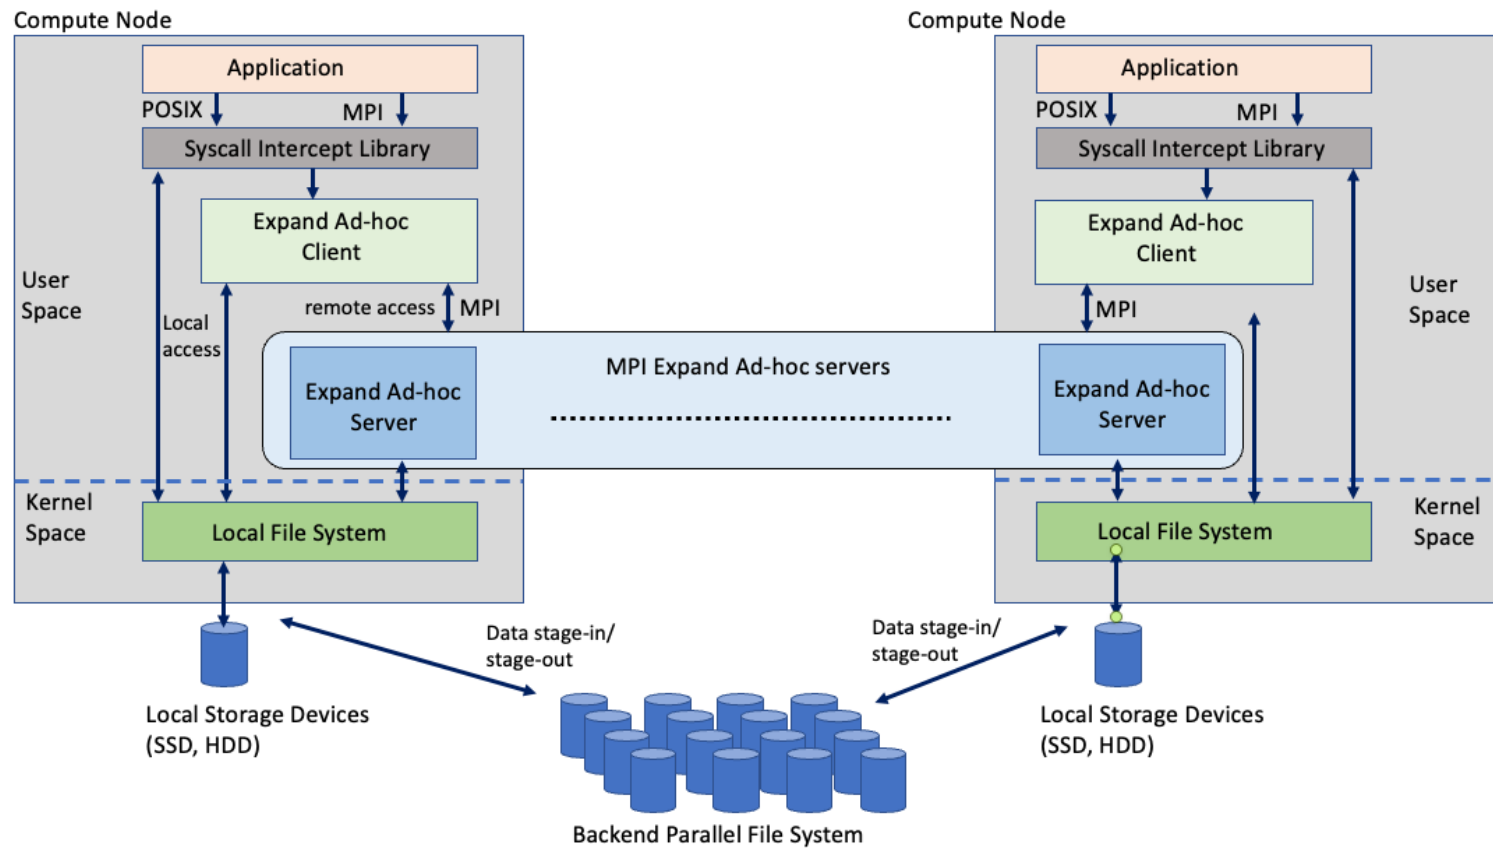 Compute Node
Compute Node
Application
POSIX
MPI
Syscall Intercept Library
Expand Ad-hoc
Client
User
Space
Local
access
remote access
MPI
Application
POSIX
MPI
Syscall Intercept Library
Expand Ad-hoc
Client
User
Space
MPI
MPI Expand Ad-hoc servers
Expand Ad-hoc
Server
Expand Ad-hoc
Server
Kernel
Space
Local File System
Local File System
Kernel
Space
Data stage-in/
stage-out
Data stage-in/
stage-out
Local Storage Devices
(SSD, HDD)
Local Storage Devices
(SSD, HDD)
Backend Parallel File System